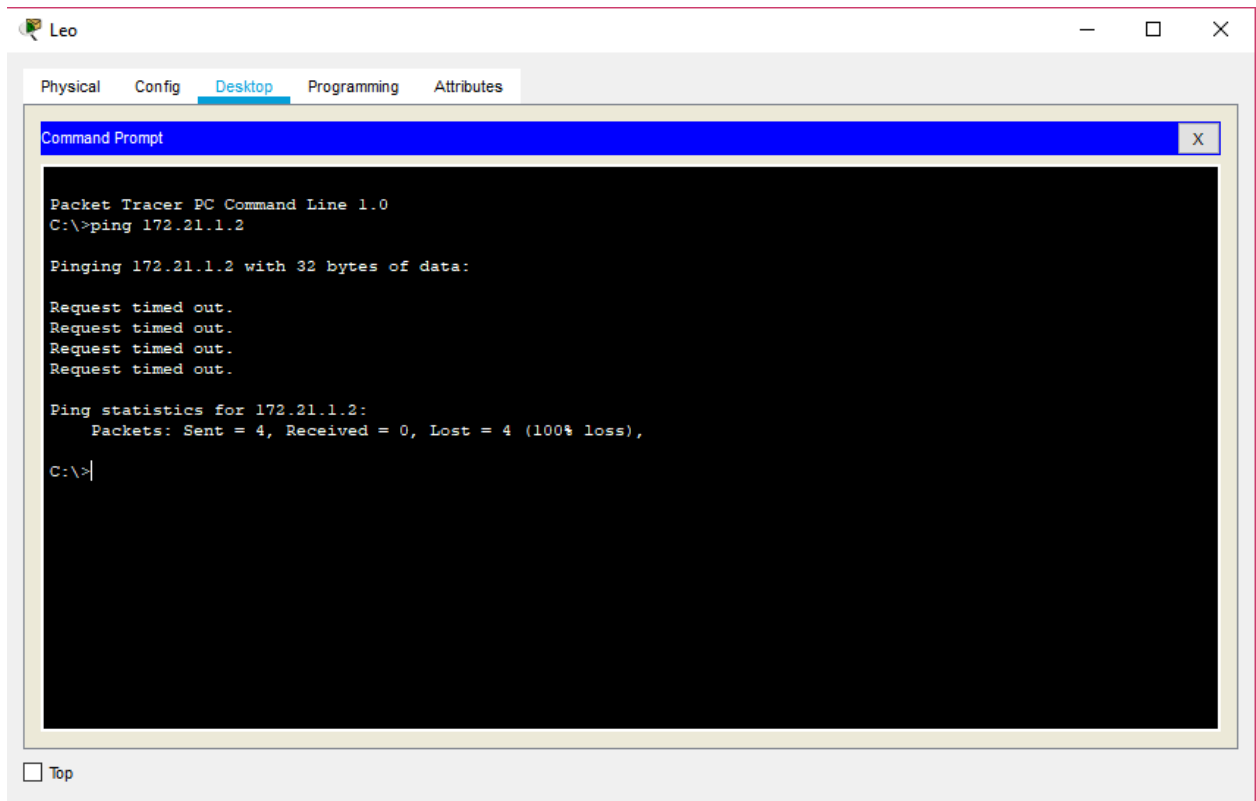 Leo
Physical Config Desktop Programming Attributes
Command Prompt X
Packet Tracer PC Command Line 1.0
C:\>ping 172.21.1.2
Pinging 172.21.1.2 with 32 bytes of data:
Request timed out.
Request timed out.
Request timed out.
Request timed out.
Ping statistics for 172.21.1.2:
    Packets: Sent = 4, Received = 0, Lost = 4 (100% loss),
C:\>
Top